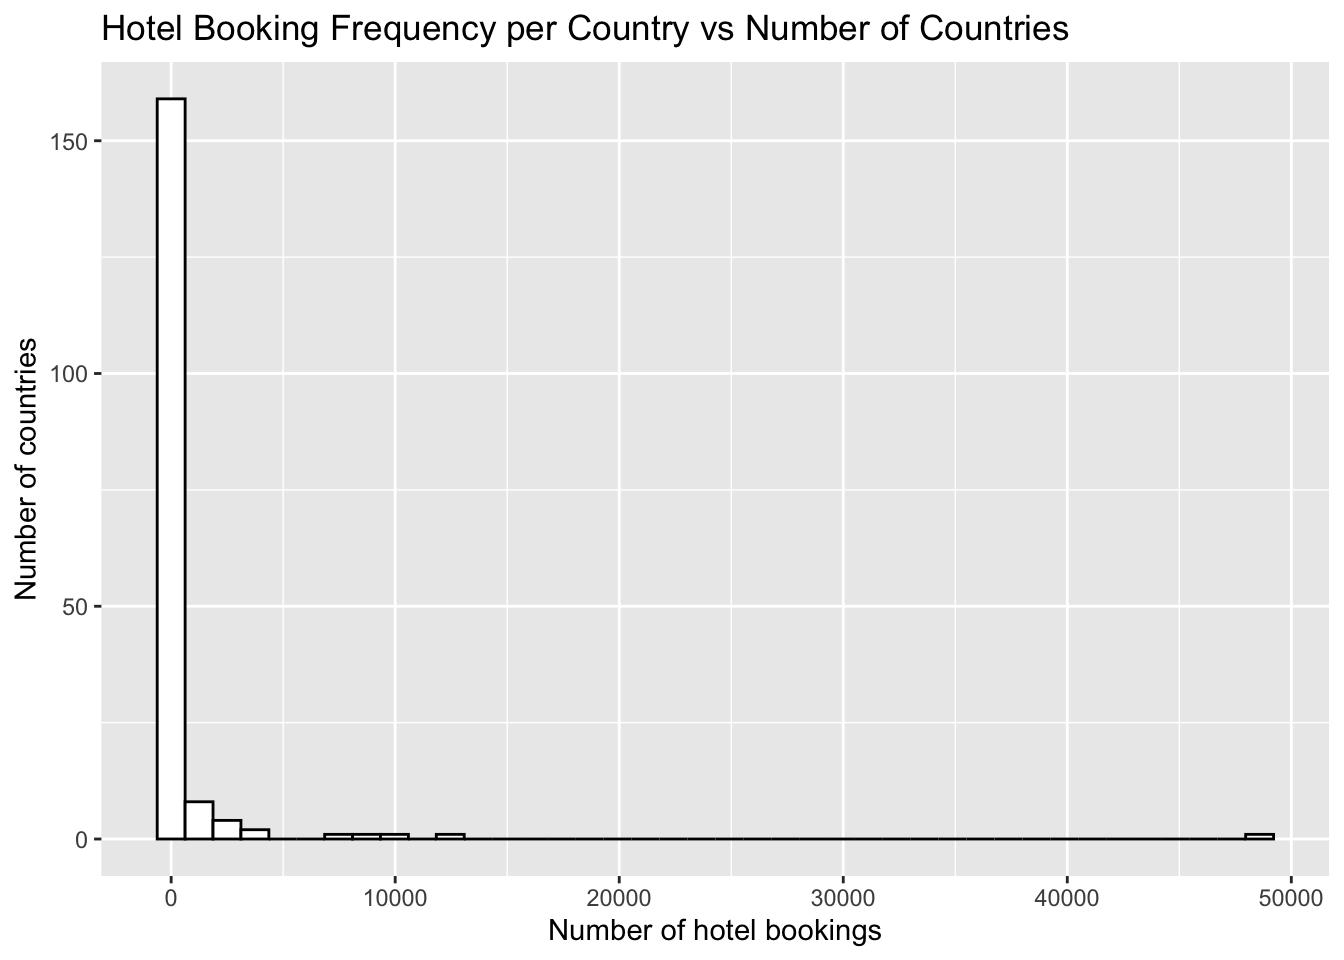 Hotel Booking Frequency per Country vs Number of Countries
150
100
50
0
Number of countries
0 10000 20000 30000 40000 50000
Number of hotel bookings